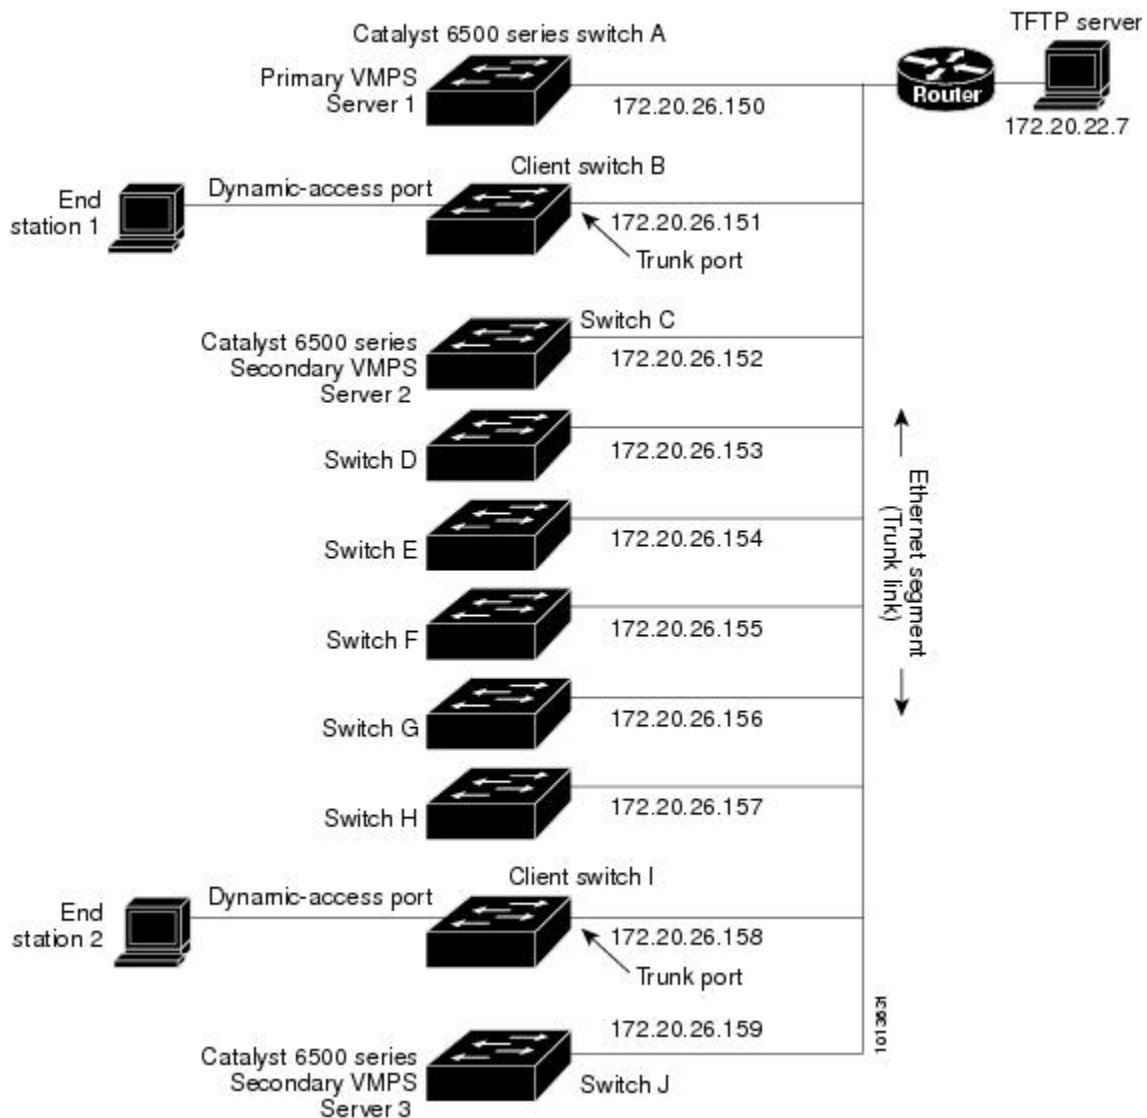 Catalyst 6500 series switch A
TFTP server
Primary VMPS
Server 1
172.20.26.150
Router
172.20.22.7
Client switch B
End
station 1
Dynamic-access port
172.20.26.151
Trunk port
Switch C
Catalyst 6500 series
Secondary VMPS
Server 2
172.20.26.152
Switch D
172.20.26.153
Ethernet segment
(Trunk link)
Switch E
172.20.26.154
Switch F
172.20.26.155
Switch G
172.20.26.156
Switch H
172.20.26.157
Client switch I
End
station 2
Dynamic-access port
172.20.26.158
Trunk port
172.20.26.159
Catalyst 6500 series
Secondary VMPS
Server 3
Switch J